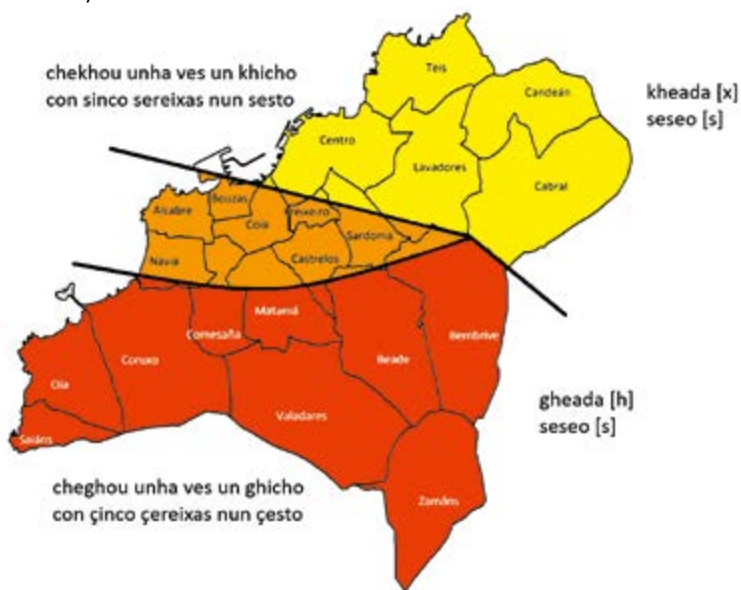 chekhou unha ves un khicho
con sinco sereixas nun sesto
Teis
Candeán
kheada [x]
seseo [s]
Centro
Lavadores
Cabral
Bouzas
Alcabre
Freixeiro
Coia
Sardoma
Navia
Castrelos
Matamá
Comesaña
Bembrive
Coruxo
Beade
Oia
Valadares
gheada [h]
seseo [s]
Saiáns
cheghou unha ves un ghicho
con çinco çereixas nun çesto
Zamáns